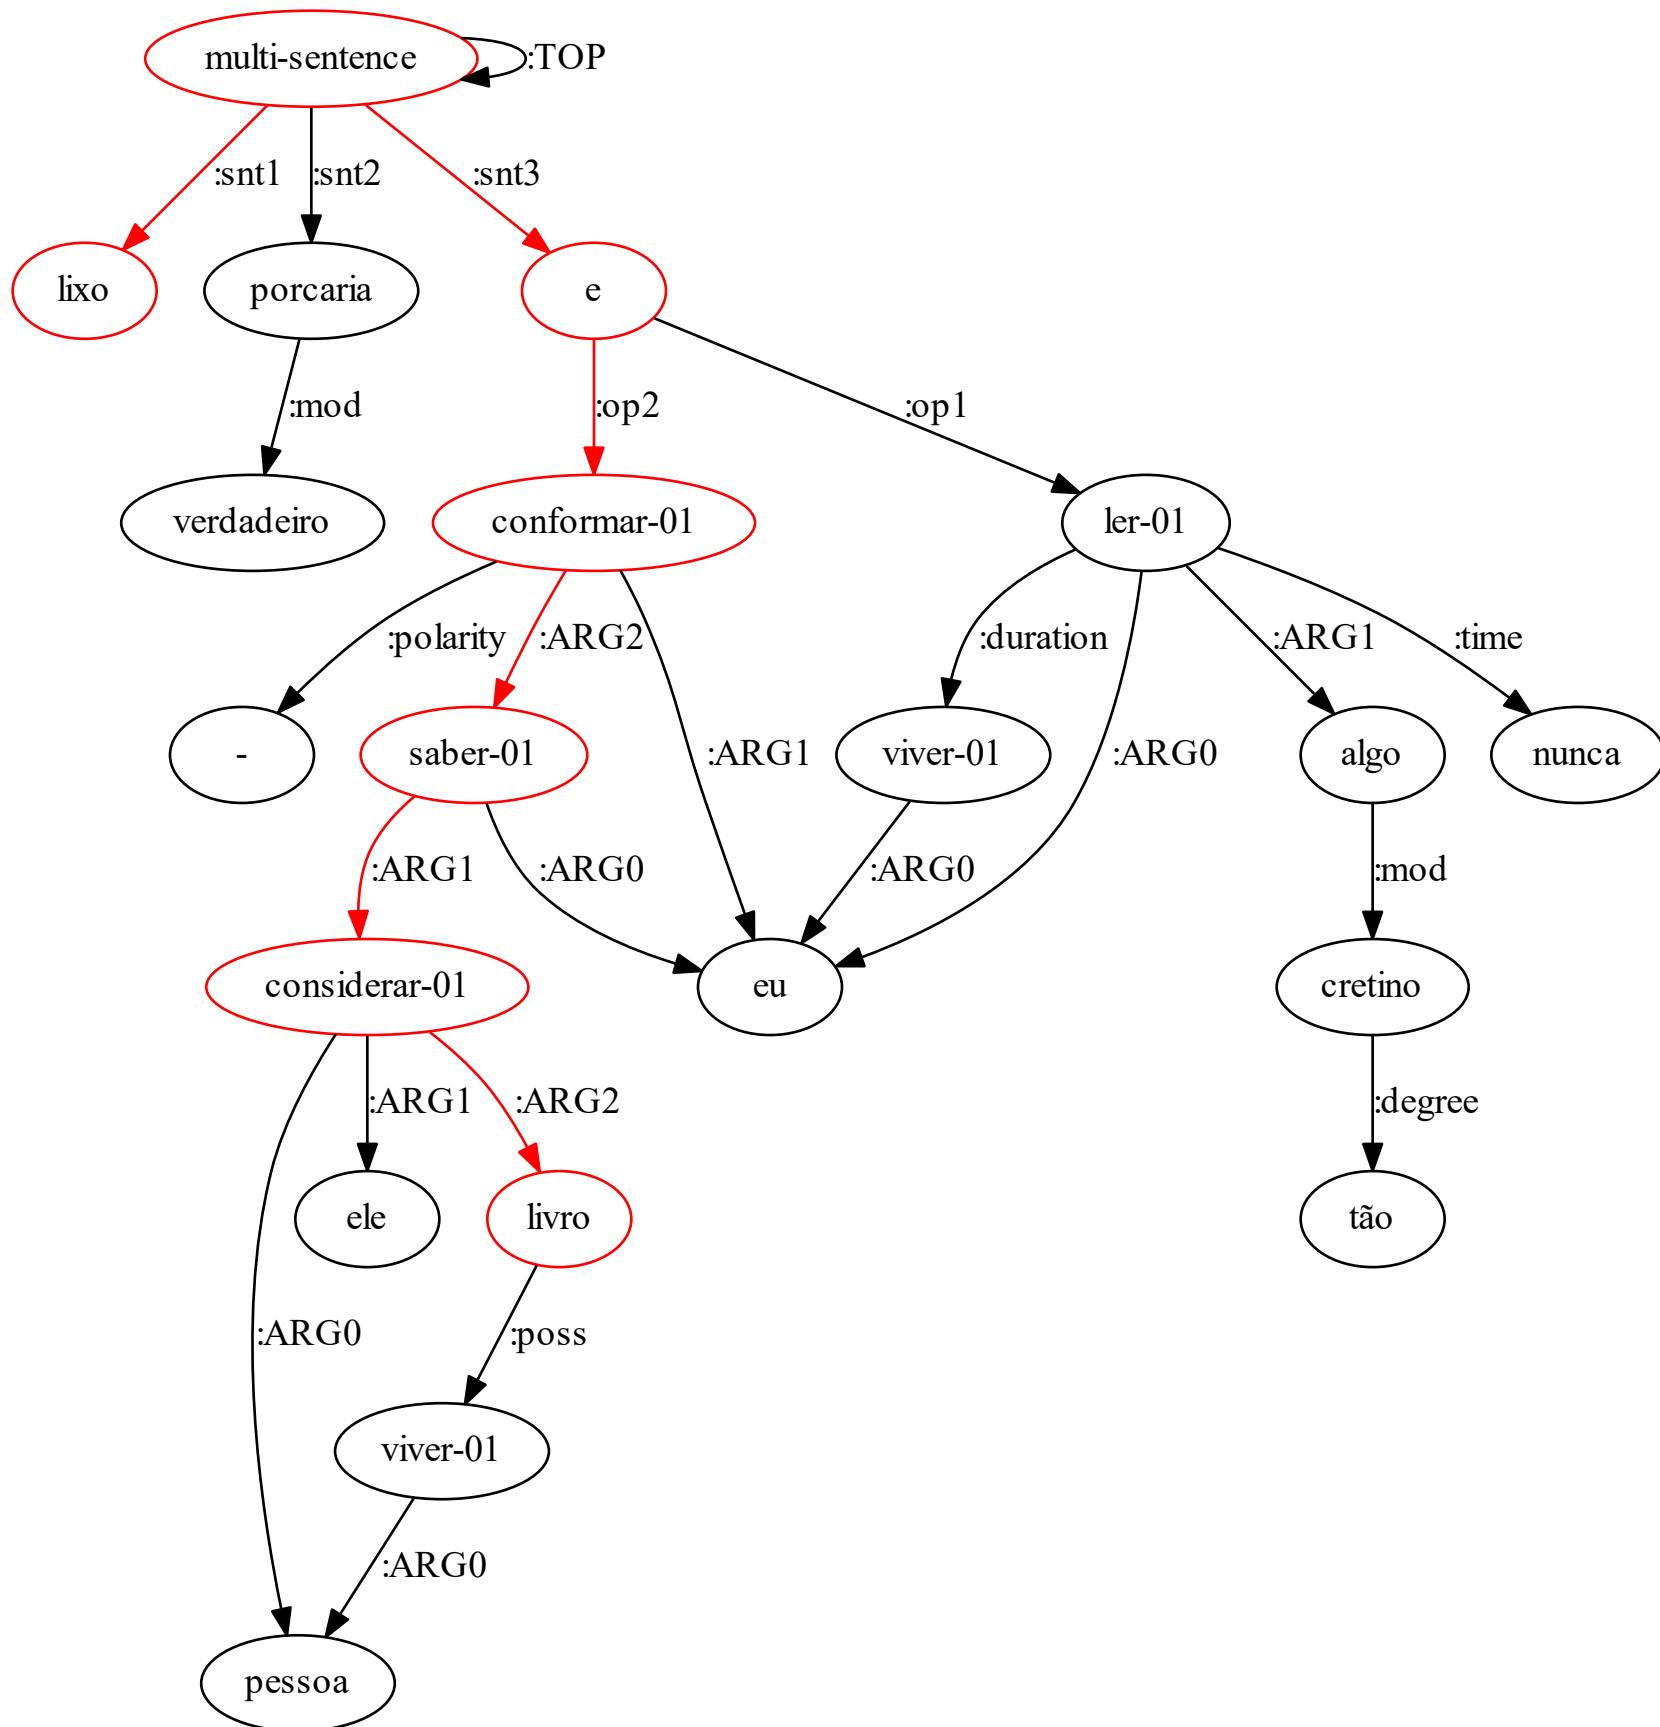 multi-sentence :TOP
:snt1 :snt2 :snt3
lixo porcaria e
:mod :op2 :op1
verdadeiro conformar-01 ler-01
:polarity :ARG2 :duration :ARG1 :time
- saber-01 :ARG1 viver-01 :ARG0 algo nunca
:ARG1 :ARG0 :ARG0 :mod
considerar-01 eu cretino
:ARG1 :ARG2 :degree
ele livro tão
:ARG0 :poss
viver-01
:ARG0
pessoa